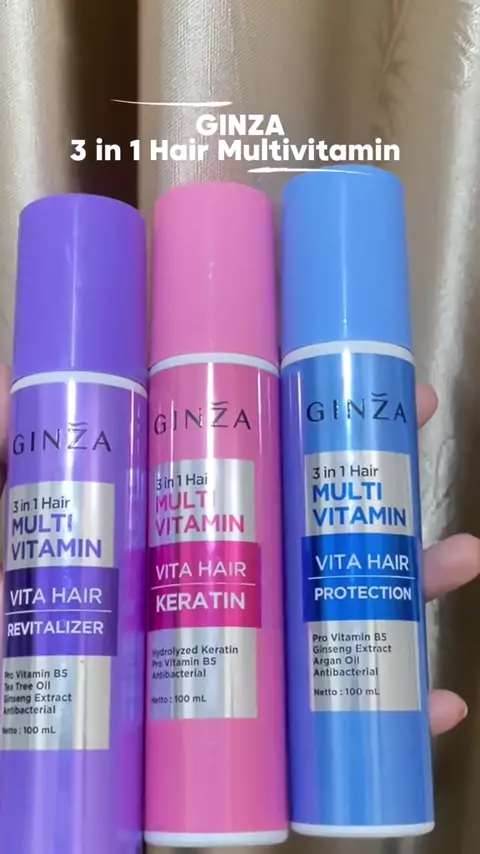 GINZA
3 in 1 Hair Multivitamin
GINZA
3 in 1 Hair
MULTI
VITAMIN
VITA HAIR
REVITALIZER
Pro Vitamin B5
Tea Tree Oil
Ginseng Extract
Antibacterial
Netto : 100 mL
GINZA
3 in 1 Hai
MULTI
VITAMIN
VITA HAIR
KERATIN
Hydrolyzed Keratin
Pro Vitamin B5
Antibacterial
Netto : 100 mL
GINZA
3 in 1 Hair
MULTI
VITAMIN
VITA HAIR
PROTECTION
Pro Vitamin B5
Ginseng Extract
Argan Oil
Antibacterial
Netto : 100 mL